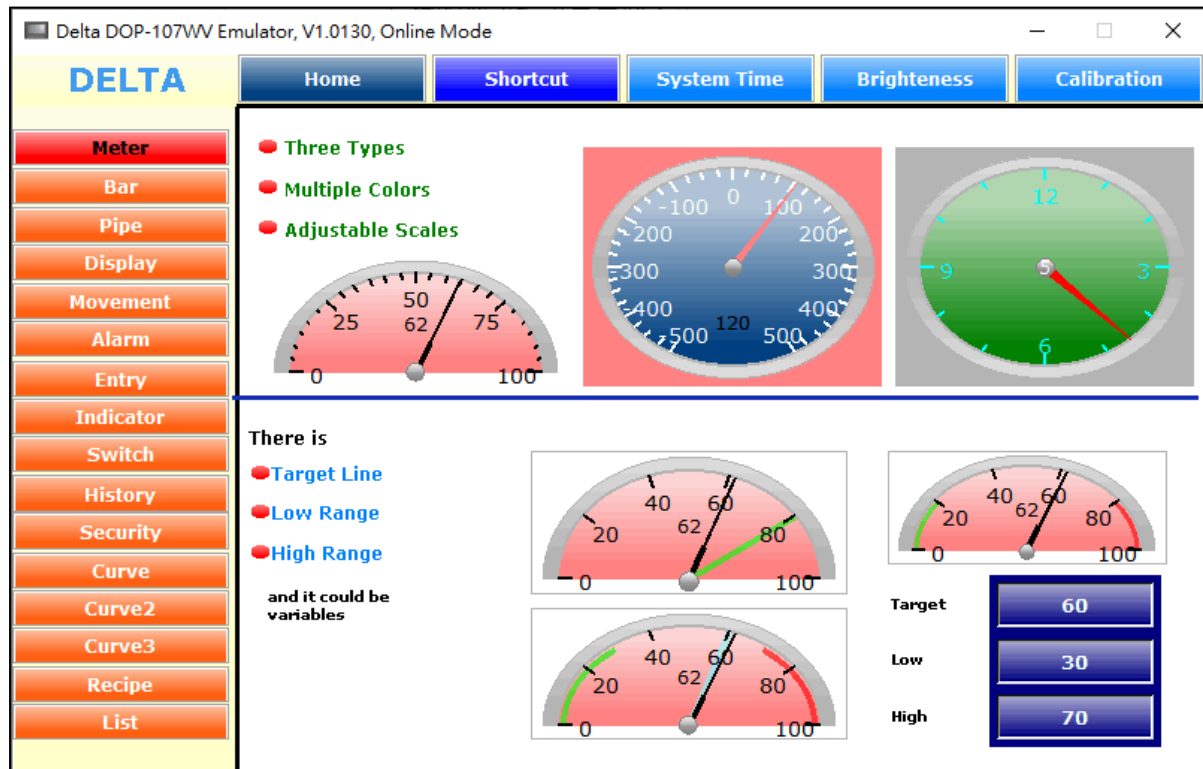 Delta DOP-107WV Emulator, V1.0130, Online Mode
DELTA
Home
Shortcut
System Time
Brighteness
Calibration
Meter
Bar
Pipe
Display
Movement
Alarm
Entry
Indicator
Switch
History
Security
Curve
Curve2
Curve3
Recipe
List
Three Types
Multiple Colors
Adjustable Scales
0
25
50
62
75
100
-500
-400
-300
-200
-100
0
100
200
300
400
500
120
12
3
6
9
5
There is
Target Line
Low Range
High Range
and it could be
variables
0
20
40
60
62
80
100
0
20
40
60
62
80
100
0
20
40
60
62
80
100
Target
60
Low
30
High
70